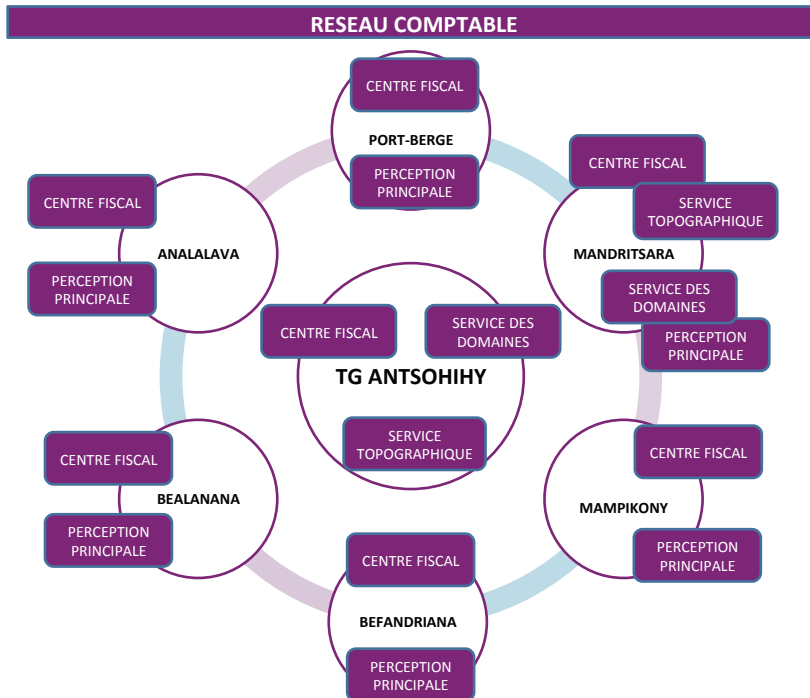 RESEAU COMPTABLE
CENTRE FISCAL
PORT-BERGE
PERCEPTION
PRINCIPALE
CENTRE FISCAL
SERVICE
TOPOGRAPHIQUE
MANDRITSARA
SERVICE DES
DOMAINES
PERCEPTION
PRINCIPALE
CENTRE FISCAL
ANALALAVA
PERCEPTION
PRINCIPALE
CENTRE FISCAL
SERVICE DES
DOMAINES
TG ANTSOHIHY
SERVICE
TOPOGRAPHIQUE
CENTRE FISCAL
BEALANANA
PERCEPTION
PRINCIPALE
CENTRE FISCAL
MAMPIKONY
PERCEPTION
PRINCIPALE
CENTRE FISCAL
BEFANDRIANA
PERCEPTION
PRINCIPALE